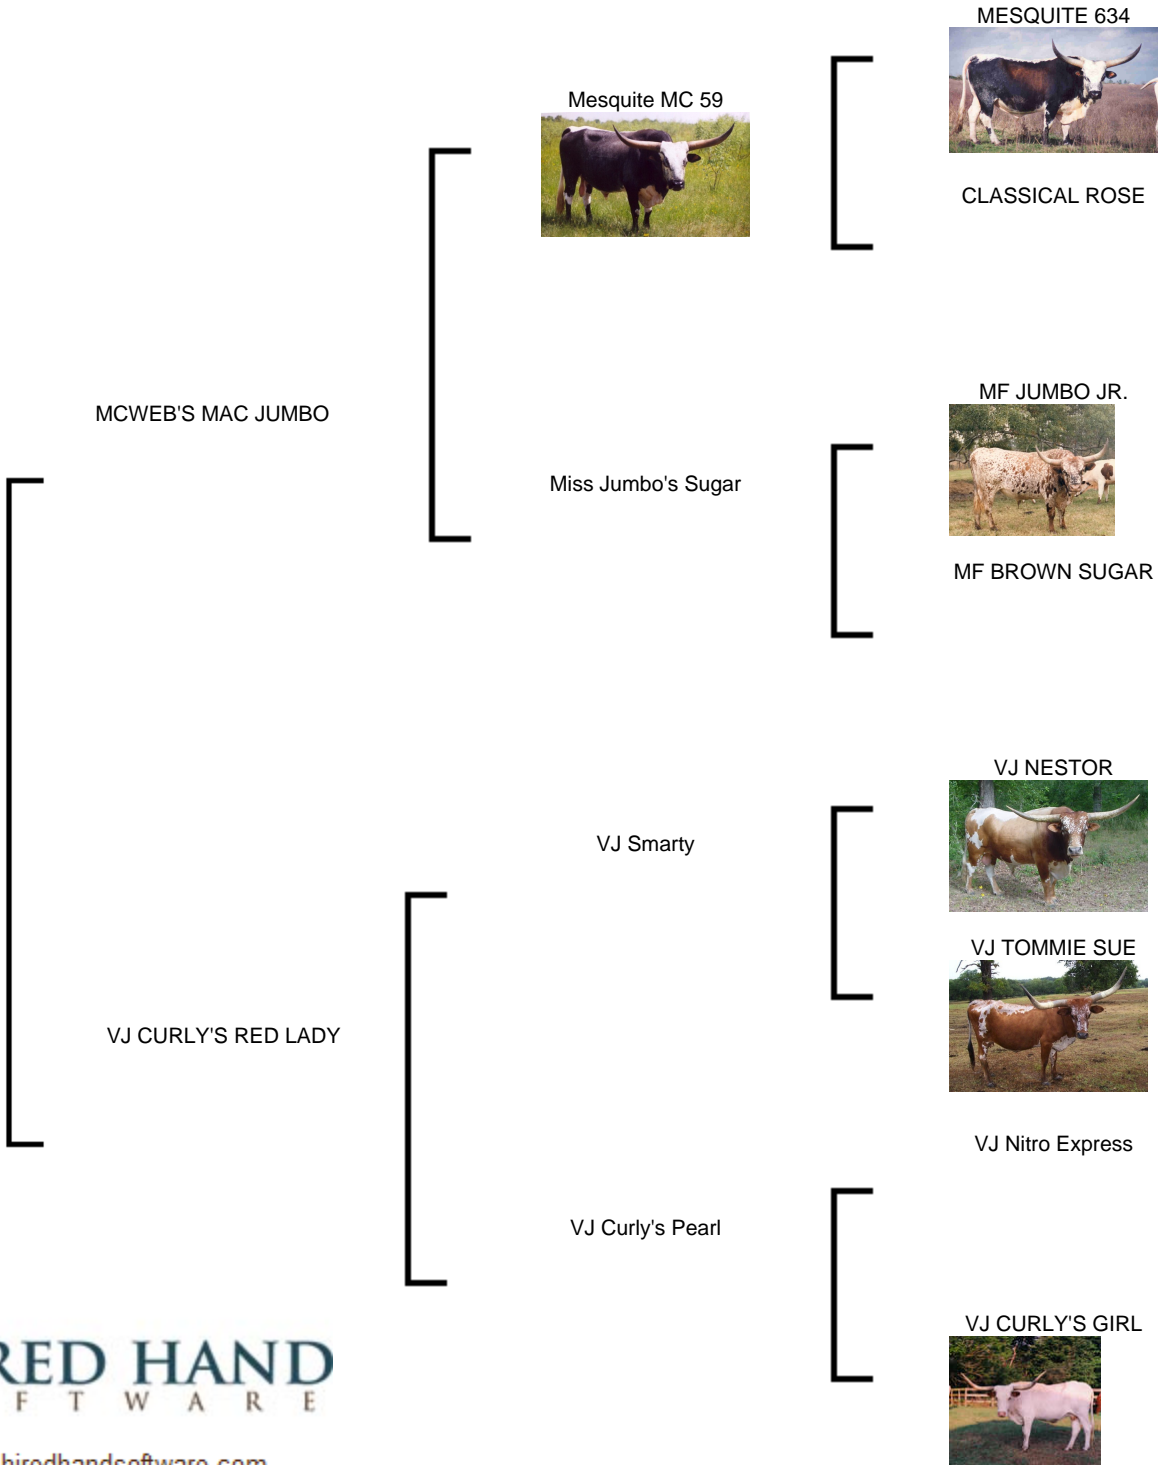 MESQUITE 634
Mesquite MC 59
CLASSICAL ROSE
MF JUMBO JR.
MCWEB'S MAC JUMBO
Miss Jumbo's Sugar
MF BROWN SUGAR
VJ NESTOR
VJ Smarty
VJ TOMMIE SUE
VJ CURLY'S RED LADY
VJ Nitro Express
VJ Curly's Pearl
VJ CURLY'S GIRL
RED HAND
F T W A R E
hiredhandsoftware.com